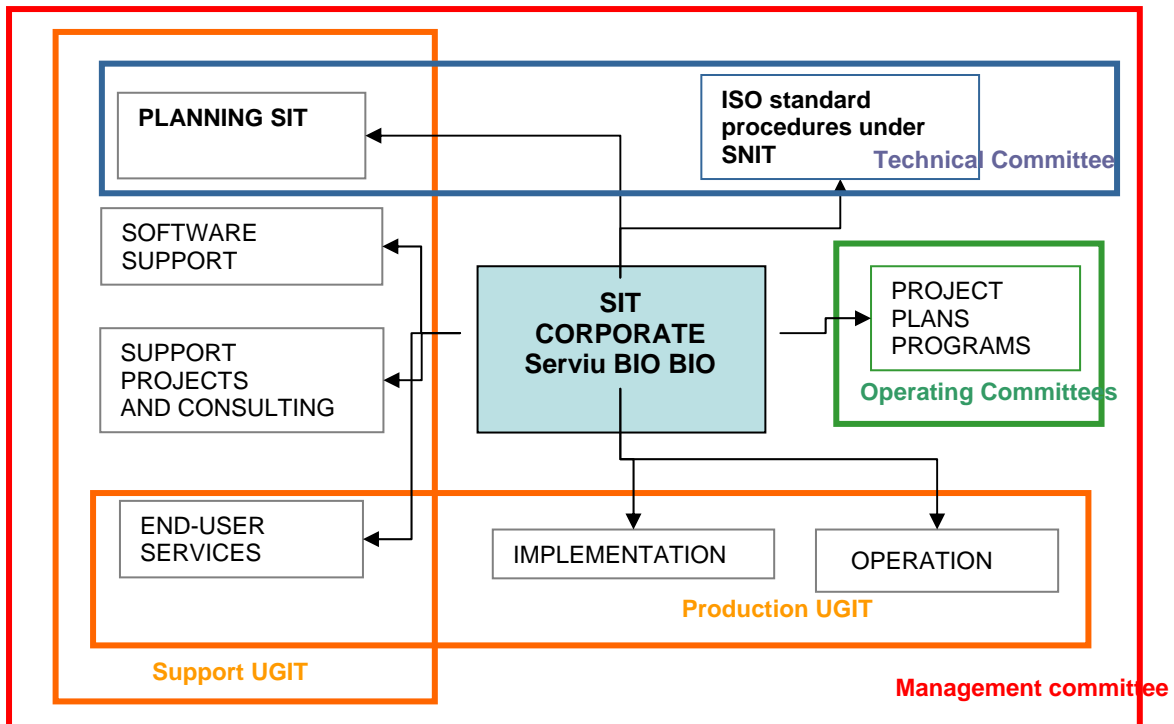 PLANNING SIT
ISO standard
procedures under
SNIT
Technical Committee
SOFTWARE
SUPPORT
SIT
CORPORATE
Serviu BIO BIO
PROJECT
PLANS
PROGRAMS
Operating Committees
SUPPORT
PROJECTS
AND CONSULTING
END-USER
SERVICES
IMPLEMENTATION
OPERATION
Production UGIT
Support UGIT
Management committee